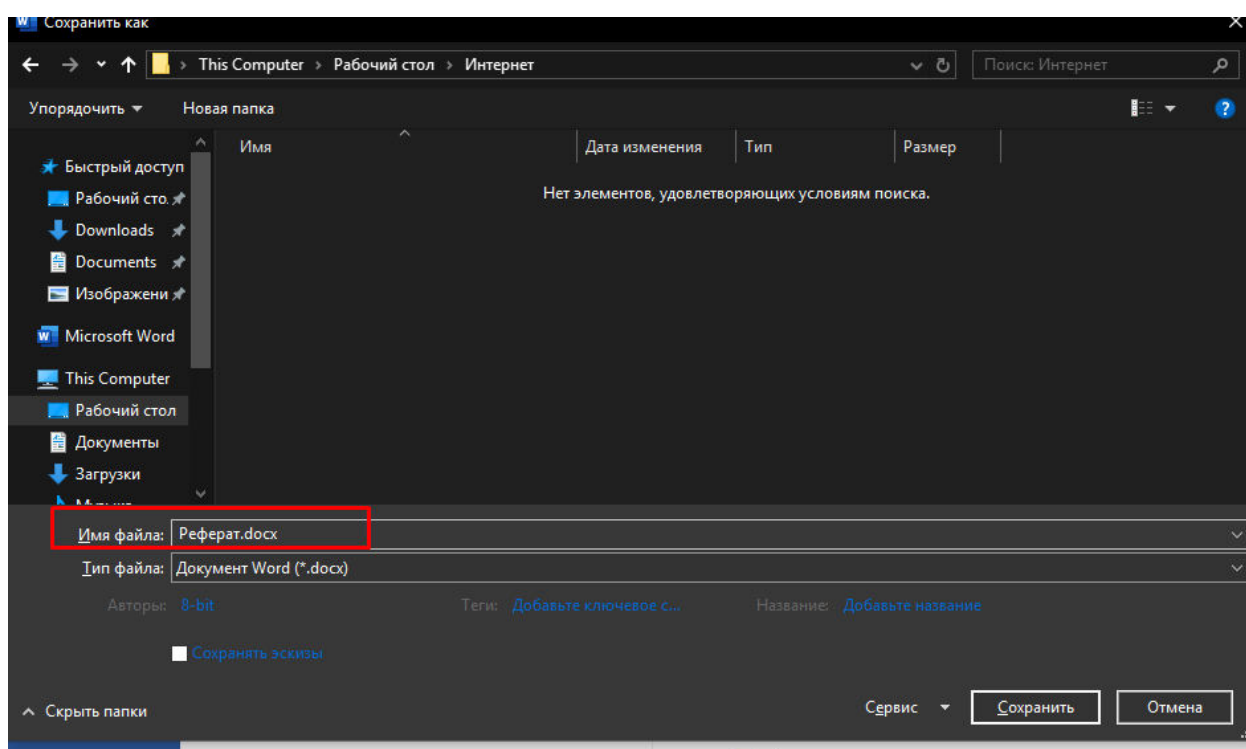 Сохранить как
This Computer > Рабочий стол > Интернет
Поиск: Интернет
Упорядочить
Новая папка
Имя
Дата изменения
Тип
Размер
Нет элементов, удовлетворяющих условиям поиска.
Быстрый доступ
Рабочий сто
Downloads
Documents
Изображени
Microsoft Word
This Computer
Рабочий стол
Документы
Загрузки
Имя файла: Реферат.docx
Тип файла: Документ Word (*.docx)
Авторы: 8-bit
Теги: Добавьте ключевое с...
Название: Добавьте название
Сохранять эскизы
Скрыть папки
Сервис
Сохранить
Отмена